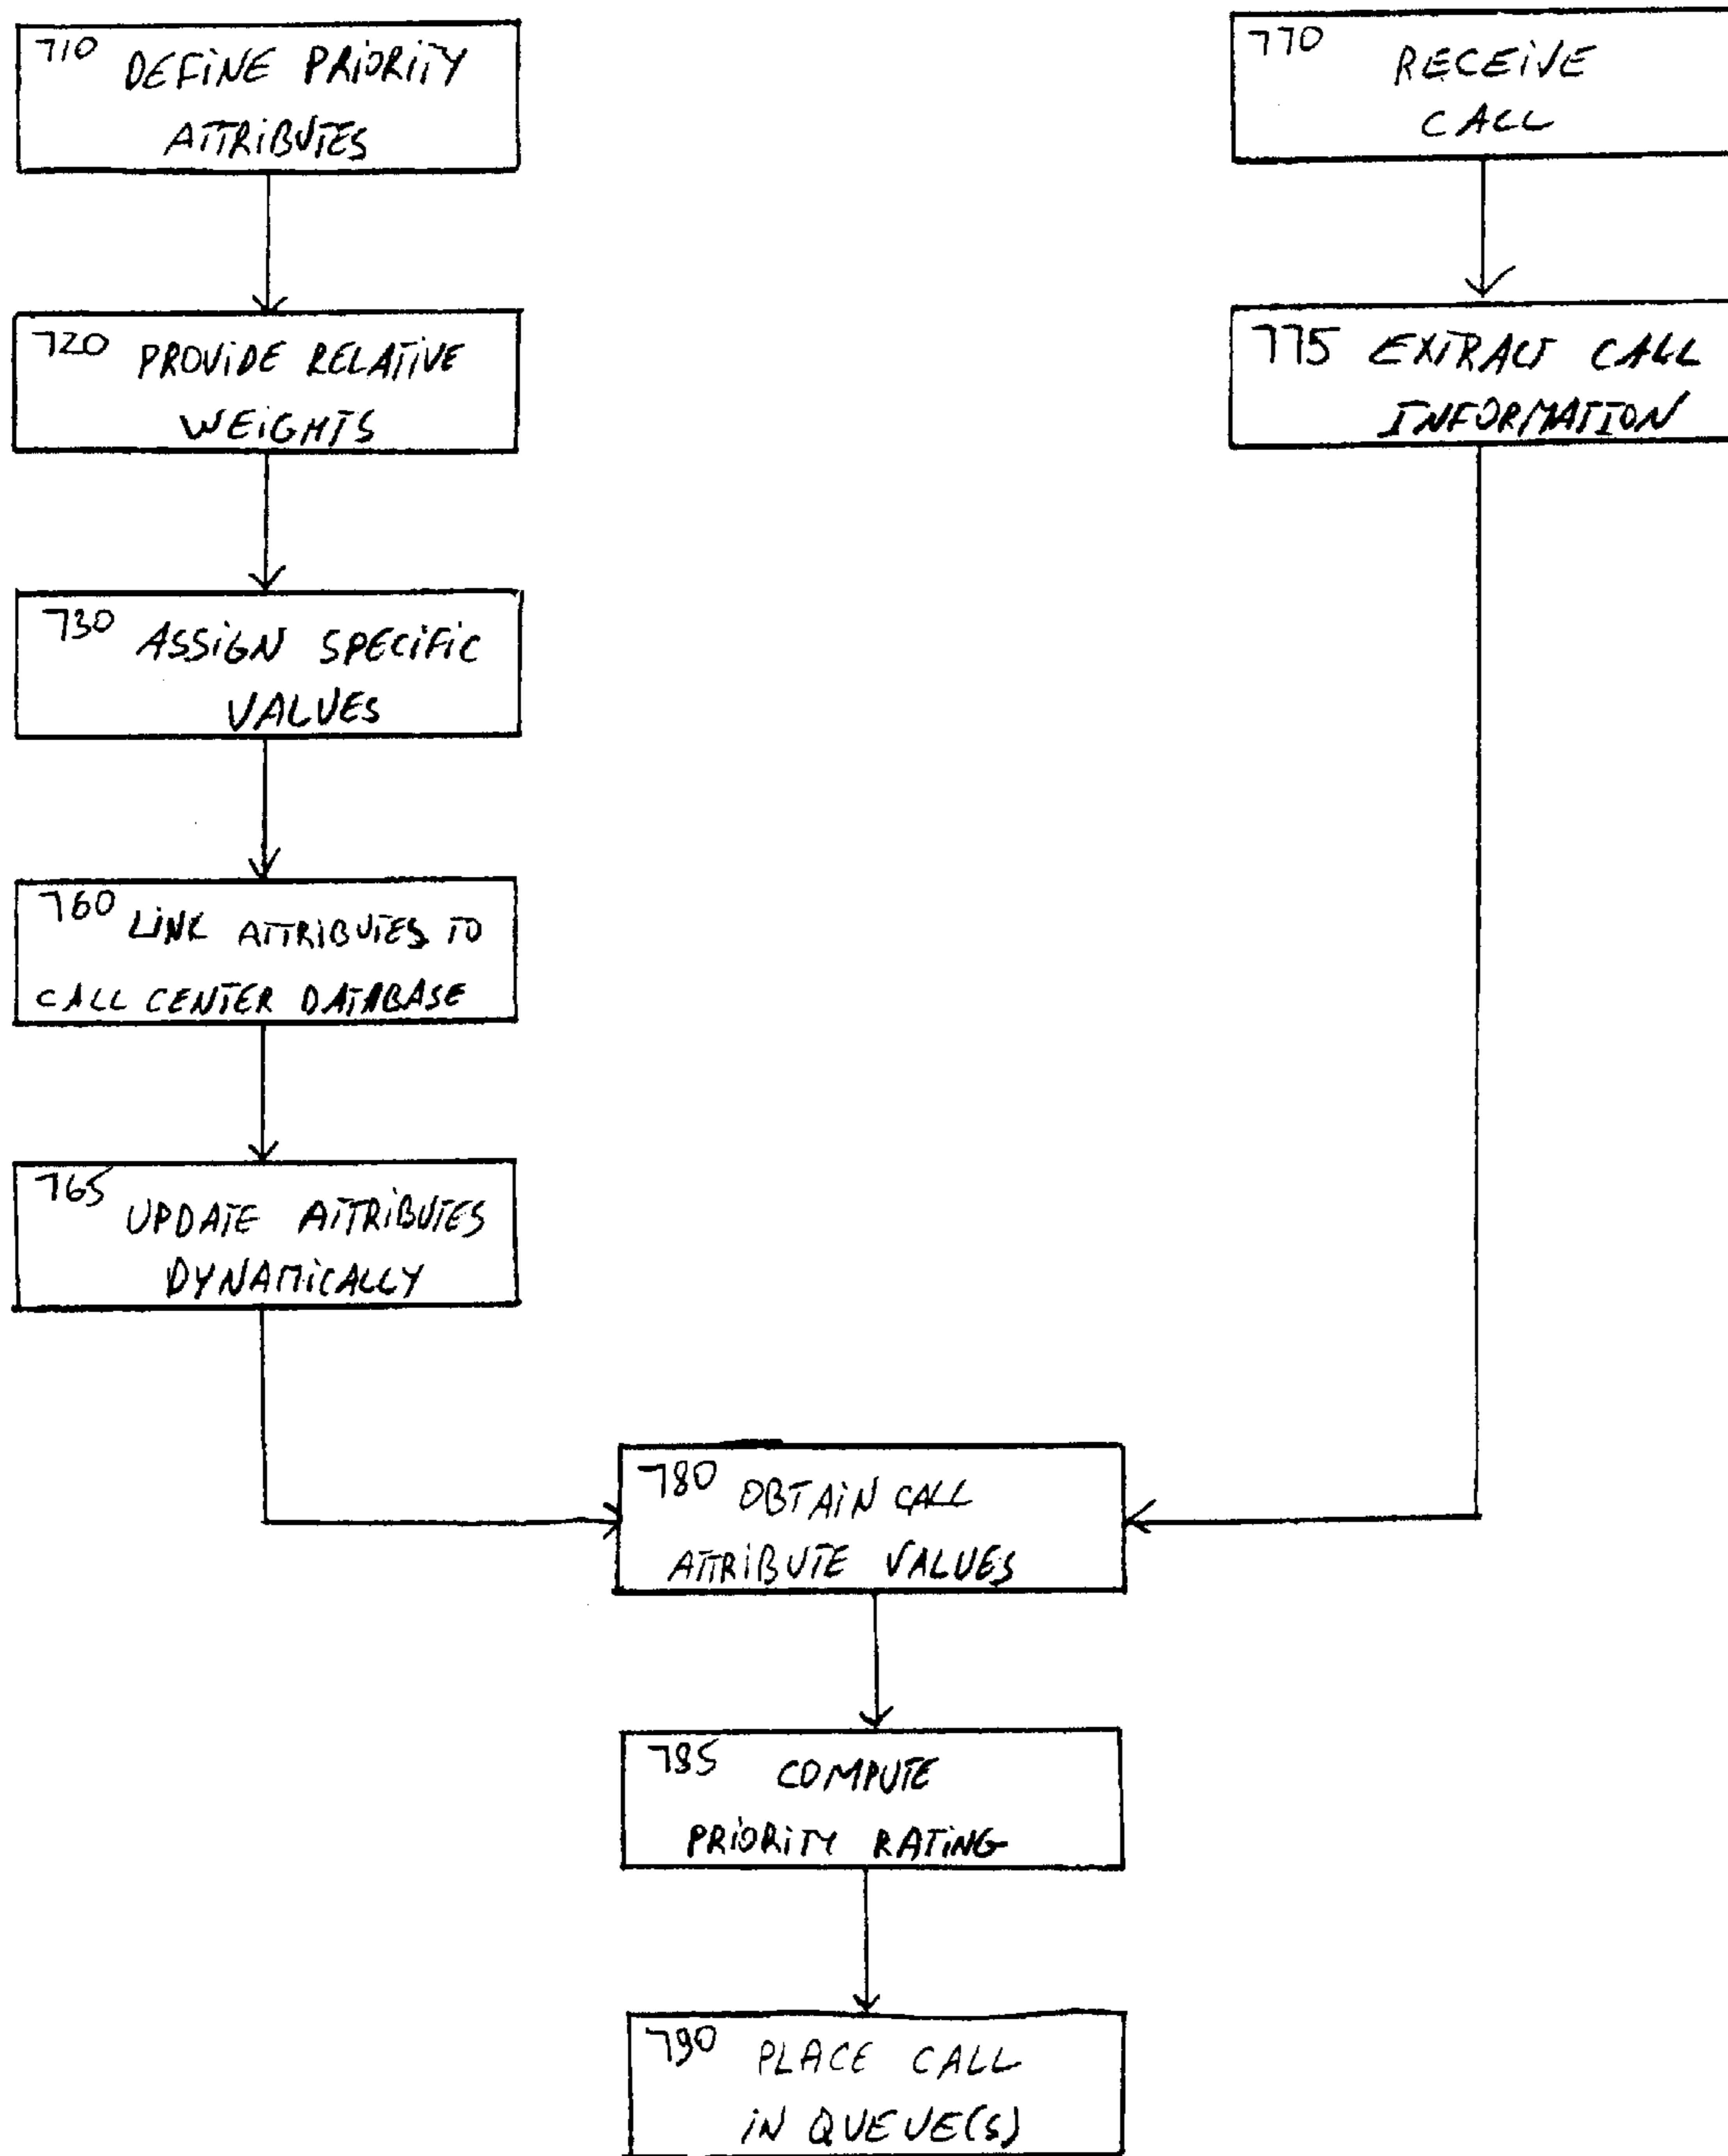 710 DEFINE PRIORITY
ATTRIBUTES
720 PROVIDE RELATIVE
WEIGHTS
730 ASSIGN SPECIFIC
VALUES
760 LINK ATTRIBUTES TO
CALL CENTER DATABASE
765 UPDATE ATTRIBUTES
DYNAMICALLY
770 RECEIVE
CALL
775 EXTRACT CALL
INFORMATION
780 OBTAIN CALL
ATTRIBUTE VALUES
785 COMPUTE
PRIORITY RATING
790 PLACE CALL
IN QUEUE(S)